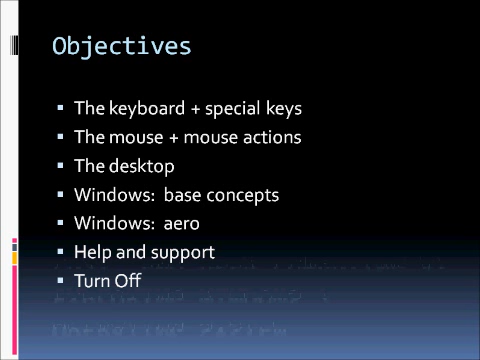 Objectives
The keyboard + special keys
The mouse + mouse actions
The desktop
Windows: base concepts
Windows: aero
Help and support
Turn Off